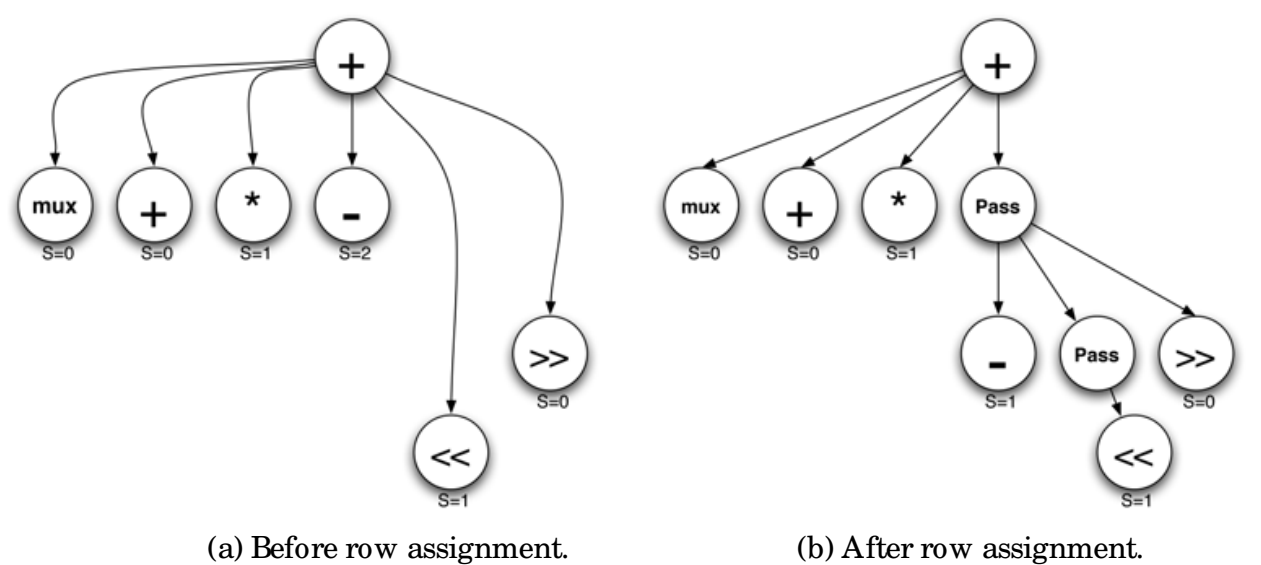 + +
mux + * - mux + * Pass
S=0 S=0 S=1 S=2 S=0 S=0 S=1
>> - Pass >>
S=0 S=1 S=0
<< <<
S=1 S=1
(a) Before row assignment. (b) After row assignment.